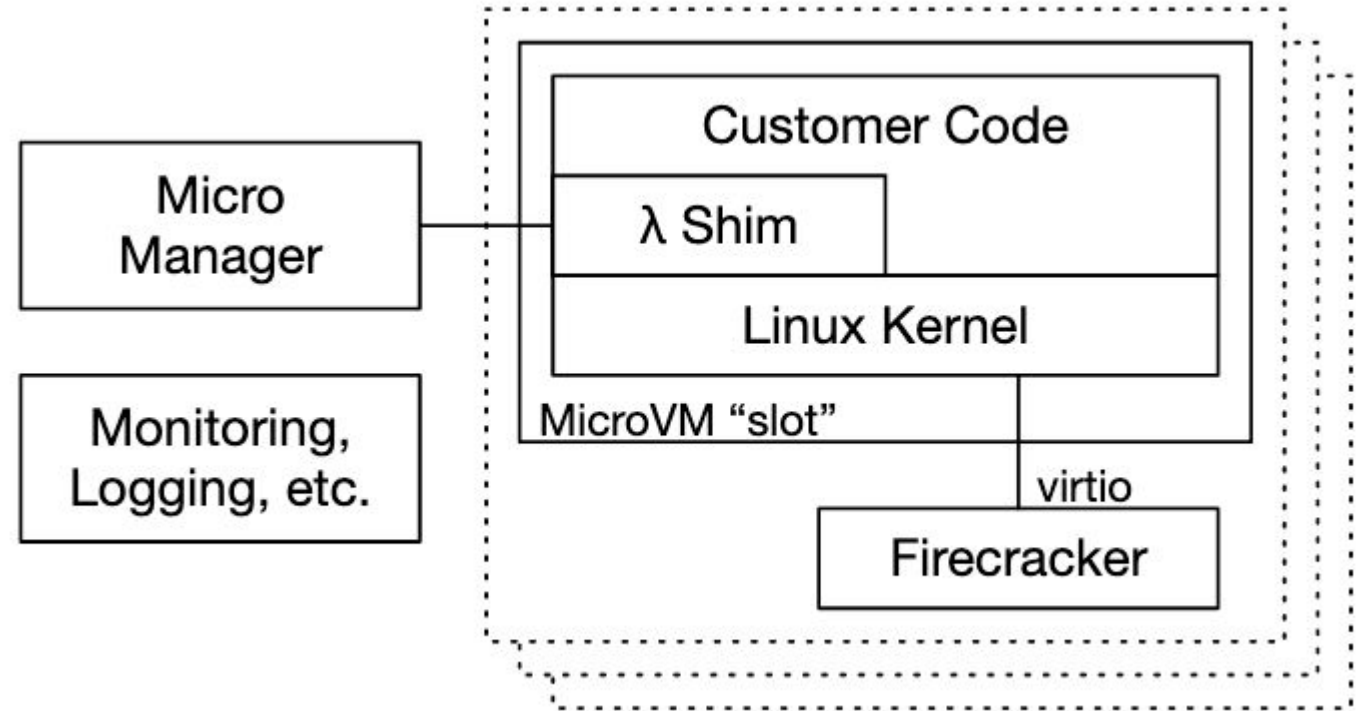 Micro
Manager
Monitoring,
Logging, etc.
Customer Code
λ Shim
Linux Kernel
MicroVM “slot”
virtio
Firecracker